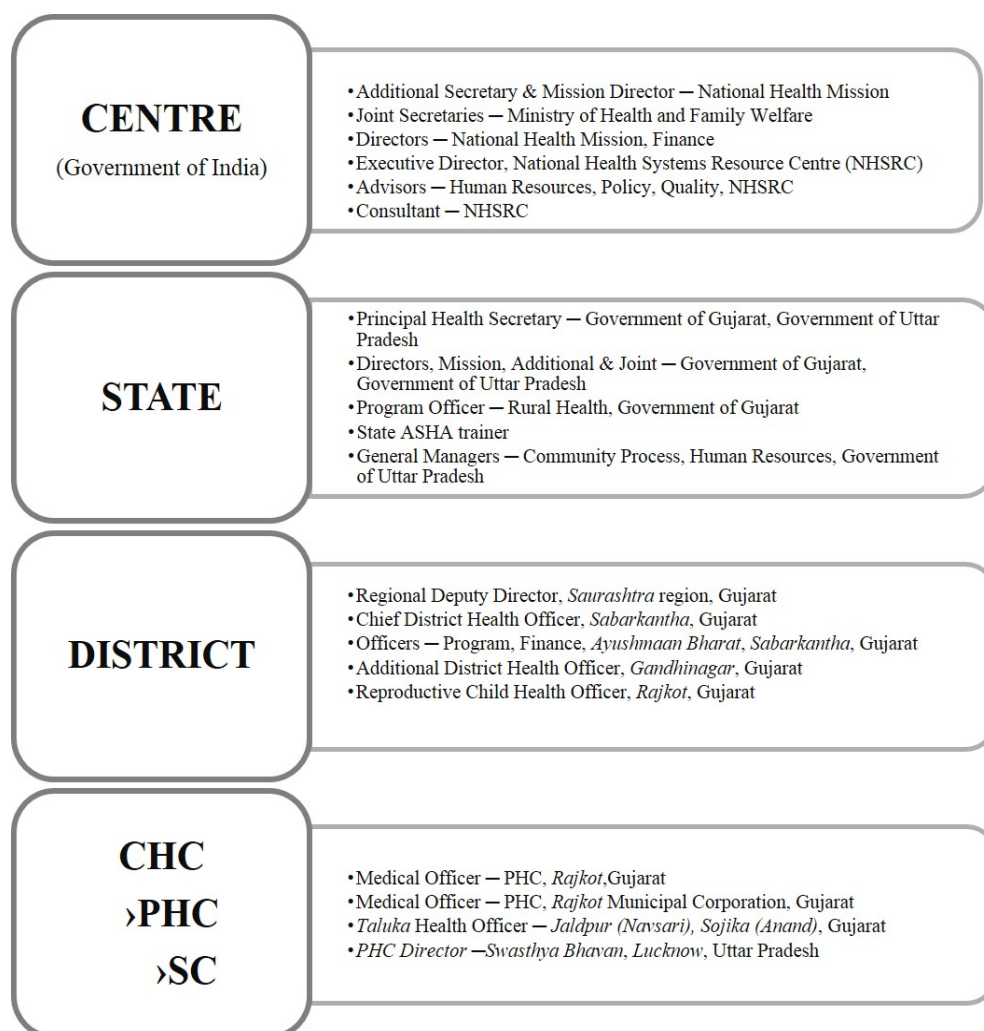 CENTRE
(Government of India)
•Additional Secretary & Mission Director — National Health Mission
•Joint Secretaries — Ministry of Health and Family Welfare
•Directors — National Health Mission, Finance
•Executive Director, National Health Systems Resource Centre (NHSRC)
•Advisors — Human Resources, Policy, Quality, NHSRC
•Consultant — NHSRC
STATE
•Principal Health Secretary — Government of Gujarat, Government of Uttar
Pradesh
•Directors, Mission, Additional & Joint — Government of Gujarat,
Government of Uttar Pradesh
•Program Officer — Rural Health, Government of Gujarat
•State ASHA trainer
•General Managers — Community Process, Human Resources, Government
of Uttar Pradesh
DISTRICT
•Regional Deputy Director, Saurashtra region, Gujarat
•Chief District Health Officer, Sabarkantha, Gujarat
•Officers — Program, Finance, Ayushmaan Bharat, Sabarkantha, Gujarat
•Additional District Health Officer, Gandhinagar, Gujarat
•Reproductive Child Health Officer, Rajkot, Gujarat
CHC
›PHC
›SC
•Medical Officer — PHC, Rajkot,Gujarat
•Medical Officer — PHC, Rajkot Municipal Corporation, Gujarat
•Taluka Health Officer — Jaldpur (Navsari), Sojika (Anand), Gujarat
•PHC Director —Swasthya Bhavan, Lucknow, Uttar Pradesh